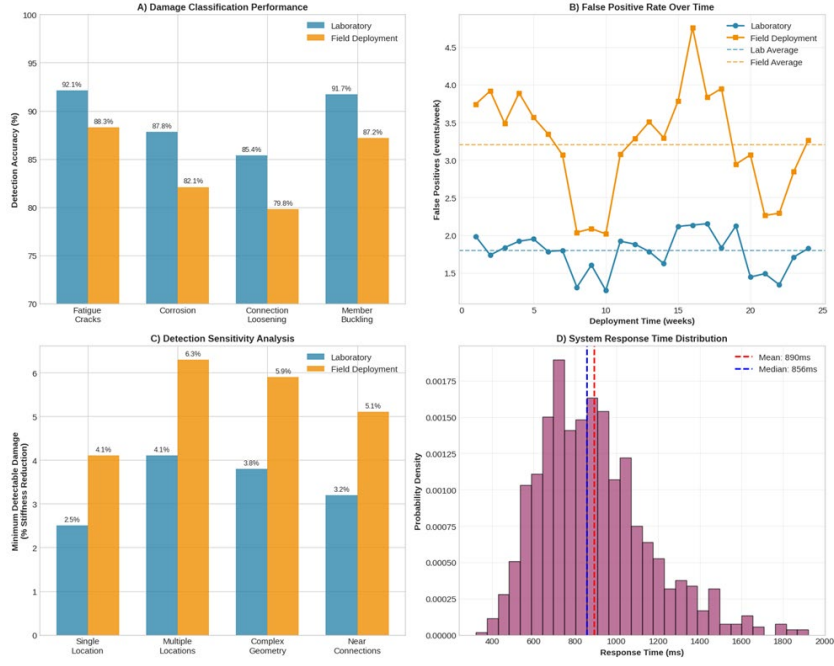 A) Damage Classification Performance
Detection Accuracy (%)
100
95
90
85
80
75
70
Laboratory
Field Deployment
92.1%
88.3%
87.8%
82.1%
85.4%
79.8%
91.7%
87.2%
Fatigue
Cracks
Corrosion
Connection
Loosening
Member
Buckling
B) False Positive Rate Over Time
False Positives (events/week)
4.5
4.0
3.5
3.0
2.5
2.0
1.5
Laboratory
Field Deployment
Lab Average
Field Average
0
5
10
15
20
25
Deployment Time (weeks)
C) Detection Sensitivity Analysis
Minimum Detectable Damage
(% Stiffness Reduction)
6
5
4
3
2
1
0
Laboratory
Field Deployment
2.5%
4.1%
4.1%
6.3%
3.8%
5.9%
3.2%
5.1%
Single
Location
Multiple
Locations
Complex
Geometry
Near
Connections
D) System Response Time Distribution
Probability Density
0.00175
0.00150
0.00125
0.00100
0.00075
0.00050
0.00025
0.00000
Mean: 890ms
Median: 856ms
400
600
800
1000
1200
1400
1600
1800
2000
Response Time (ms)